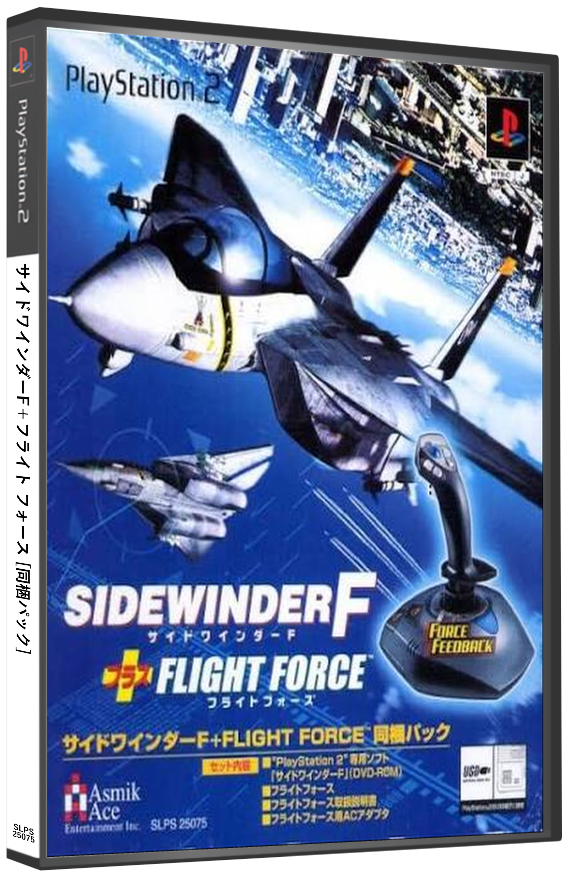 PlayStation 2
NTSC J
PlayStation 2
サイドワインダーF+フライト フォース [同梱パック]
SLPS
25075
SIDEWINDER F
サイドワインダーF
プラス FLIGHT FORCE™
フライトフォース
FORCE
FEEDBACK
サイドワインダーF+FLIGHT FORCE™ 同梱パック
セット内容 ■"PlayStation 2"専用ソフト
「サイドワインダーF」(DVD-ROM)
■フライトフォース
■フライトフォース取扱説明書
■フライトフォース用ACアダプタ
Asmik
Ace
Entertainment Inc. SLPS 25075
USB